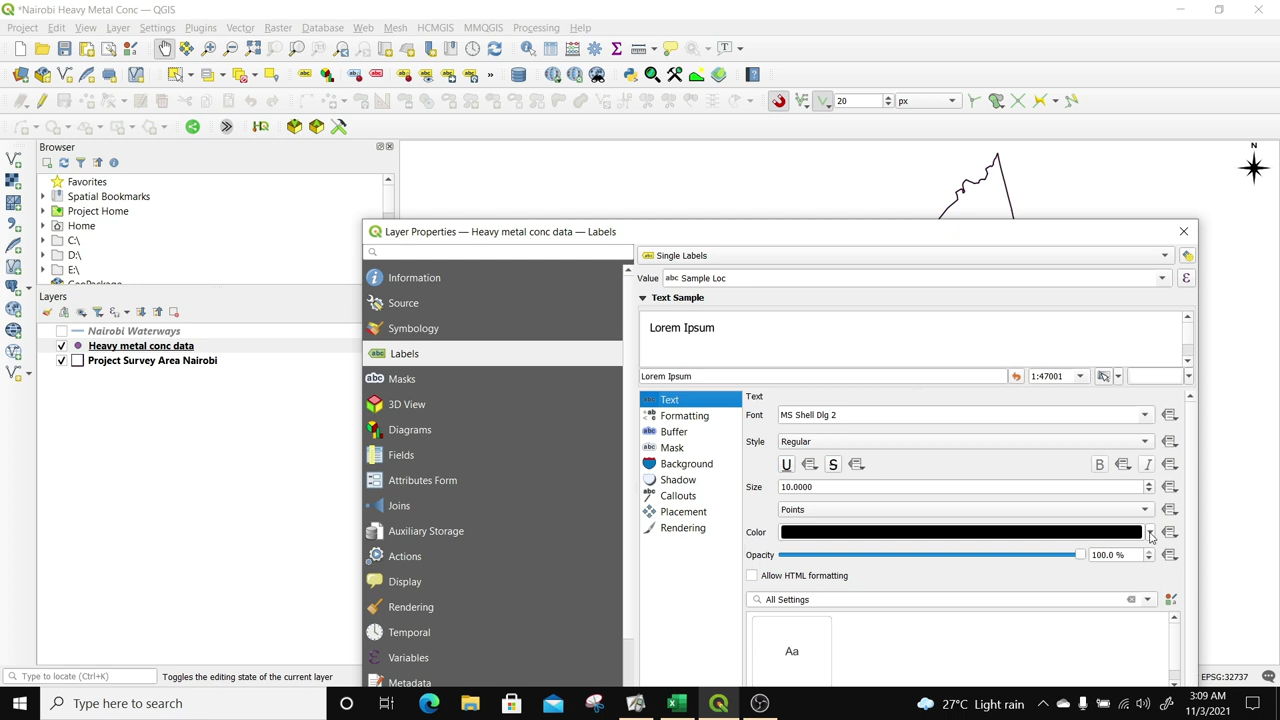 *Nairobi Heavy Metal Conc — QGIS
Project Edit View Layer Settings Plugins Vector Raster Database Web Mesh HCMGIS MMQGIS Processing Help
20
px
Browser
Favorites
Spatial Bookmarks
Project Home
Home
C:\
D:\
E:\
Layers
Nairobi Waterways
Heavy metal conc data
Project Survey Area Nairobi
N
Layer Properties — Heavy metal conc data — Labels
Information
Source
Symbology
Labels
Masks
3D View
Diagrams
Fields
Attributes Form
Joins
Auxiliary Storage
Actions
Display
Rendering
Temporal
Variables
Metadata
Single Labels
Value abc Sample Loc
Text Sample
Lorem Ipsum
Lorem Ipsum
1:47001
Text
Formatting
Buffer
Mask
Background
Shadow
Callouts
Placement
Rendering
Text
Font MS Shell Dlg 2
Style Regular
U S B I
Size 10.0000
Points
Color
Opacity 100.0 %
Allow HTML formatting
All Settings
Aa
Type to locate (Ctrl+K)
Toggles the editing state of the current layer
EPSG:32737
Type here to search
27°C Light rain
3:09 AM
11/3/2021